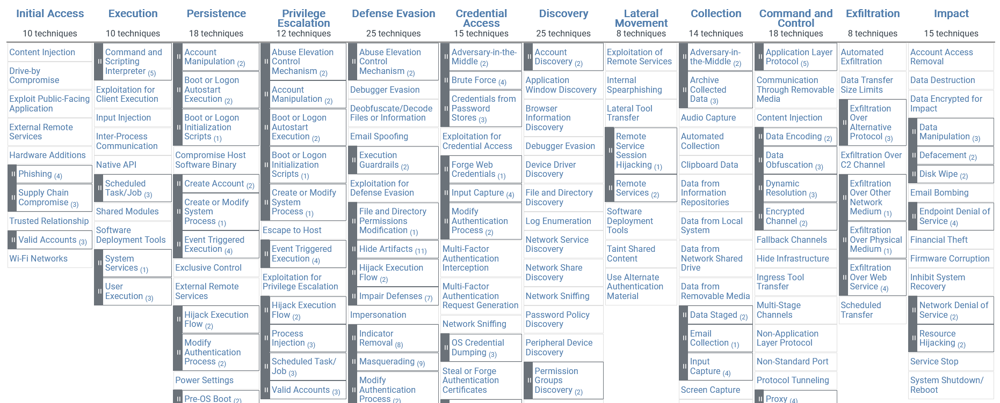 Initial Access
10 techniques
Content Injection
Drive-by
Compromise
Exploit Public-Facing
Application
External Remote
Services
Hardware Additions
Phishing (4)
Supply Chain
Compromise (3)
Trusted Relationship
Valid Accounts (3)
Wi-Fi Networks
Execution
10 techniques
Command and
Scripting
Interpreter (5)
Exploitation for
Client Execution
Input Injection
Inter-Process
Communication
Native API
Scheduled
Task/Job (3)
Shared Modules
Software
Deployment Tools
System
Services (1)
User
Execution (3)
Persistence
18 techniques
Account
Manipulation (2)
Boot or Logon
Autostart
Execution (2)
Boot or Logon
Initialization
Scripts (1)
Compromise Host
Software Binary
Create Account (2)
Create or Modify
System
Process (1)
Event Triggered
Execution (4)
Exclusive Control
External Remote
Services
Hijack Execution
Flow (2)
Modify
Authentication
Process (2)
Power Settings
Pre-OS Boot (2)
Privilege
Escalation
12 techniques
Abuse Elevation
Control
Mechanism (2)
Account
Manipulation (2)
Boot or Logon
Autostart
Execution (2)
Boot or Logon
Initialization
Scripts (1)
Create or Modify
System
Process (1)
Escape to Host
Event Triggered
Execution (4)
Exploitation for
Privilege Escalation
Hijack Execution
Flow (2)
Process
Injection (3)
Scheduled Task/
Job (3)
Valid Accounts (3)
Defense Evasion
25 techniques
Abuse Elevation
Control
Mechanism (2)
Debugger Evasion
Deobfuscate/Decode
Files or Information
Email Spoofing
Execution
Guardrails (2)
Exploitation for
Defense Evasion
File and Directory
Permissions
Modification (1)
Hide Artifacts (11)
Hijack Execution
Flow (2)
Impair Defenses (7)
Impersonation
Indicator
Removal (8)
Masquerading (9)
Modify
Authentication
Process (2)
Credential
Access
15 techniques
Adversary-in-the-
Middle (2)
Brute Force (4)
Credentials from
Password
Stores (3)
Exploitation for
Credential Access
Forge Web
Credentials (1)
Input Capture (4)
Modify
Authentication
Process (2)
Multi-Factor
Authentication
Interception
Multi-Factor
Authentication
Request Generation
Network Sniffing
OS Credential
Dumping (3)
Steal or Forge
Authentication
Certificates
Discovery
25 techniques
Account
Discovery (2)
Application
Window Discovery
Browser
Information
Discovery
Debugger Evasion
Device Driver
Discovery
File and Directory
Discovery
Log Enumeration
Network Service
Discovery
Network Share
Discovery
Network Sniffing
Password Policy
Discovery
Peripheral Device
Discovery
Permission
Groups
Discovery (2)
Lateral
Movement
8 techniques
Exploitation of
Remote Services
Internal
Spearphishing
Lateral Tool
Transfer
Remote
Service
Session
Hijacking (1)
Remote
Services (2)
Software
Deployment
Tools
Taint Shared
Content
Use Alternate
Authentication
Material
Collection
14 techniques
Adversary-in-
the-Middle (2)
Archive
Collected
Data (3)
Audio Capture
Automated
Collection
Clipboard Data
Data from
Information
Repositories
Data from Local
System
Data from
Network Shared
Drive
Data from
Removable Media
Data Staged (2)
Email
Collection (1)
Input
Capture (4)
Screen Capture
Command and
Control
18 techniques
Application Layer
Protocol (5)
Communication
Through Removable
Media
Content Injection
Data Encoding (2)
Data
Obfuscation (3)
Dynamic
Resolution (3)
Encrypted
Channel (2)
Fallback Channels
Hide Infrastructure
Ingress Tool
Transfer
Multi-Stage
Channels
Non-Application
Layer Protocol
Non-Standard Port
Protocol Tunneling
Proxy (4)
Exfiltration
8 techniques
Automated
Exfiltration
Data Transfer
Size Limits
Exfiltration
Over
Alternative
Protocol (3)
Exfiltration Over
C2 Channel
Exfiltration
Over Other
Network
Medium (1)
Exfiltration
Over Physical
Medium (1)
Exfiltration
Over Web
Service (4)
Scheduled
Transfer
Impact
15 techniques
Account Access
Removal
Data Destruction
Data Encrypted for
Impact
Data
Manipulation (3)
Defacement (2)
Disk Wipe (2)
Email Bombing
Endpoint Denial of
Service (4)
Financial Theft
Firmware Corruption
Inhibit System
Recovery
Network Denial of
Service (2)
Resource
Hijacking (2)
Service Stop
System Shutdown/
Reboot